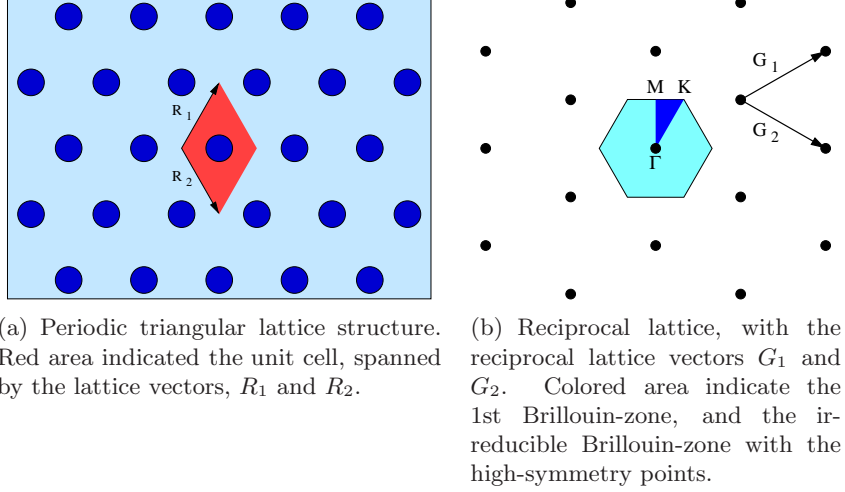 R 1
R 2
M K
Γ
G 1
G 2
(a) Periodic triangular lattice structure.
Red area indicated the unit cell, spanned
by the lattice vectors, R1 and R2.
(b) Reciprocal lattice, with the
reciprocal lattice vectors G1 and
G2. Colored area indicate the
1st Brillouin-zone, and the ir-
reducible Brillouin-zone with the
high-symmetry points.